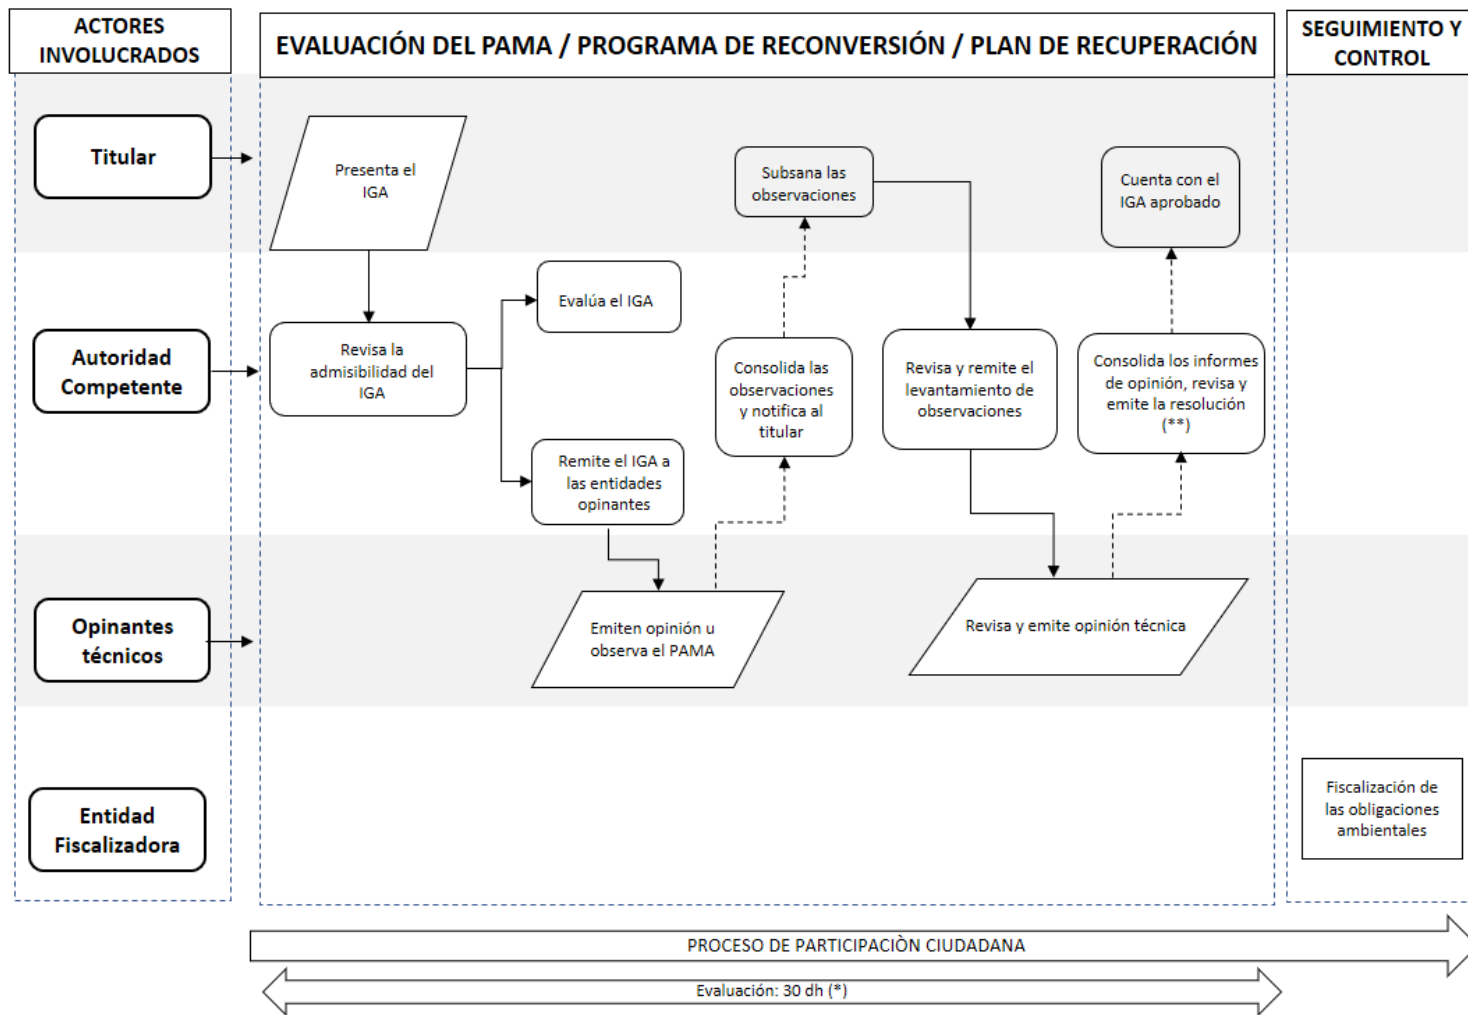 ACTORES
INVOLUCRADOS
EVALUACIÓN DEL PAMA / PROGRAMA DE RECONVERSIÓN / PLAN DE RECUPERACIÓN
SEGUIMIENTO Y
CONTROL
Titular
Presenta el
IGA
Subsana las
observaciones
Cuenta con el
IGA aprobado
Autoridad
Competente
Revisa la
admisibilidad del
IGA
Evalúa el IGA
Remite el IGA a
las entidades
opinantes
Consolida las
observaciones
y notifica al
titular
Revisa y remite el
levantamiento de
observaciones
Consolida los informes
de opinión, revisa y
emite la resolución
(**)
Opinantes
técnicos
Emiten opinión u
observa el PAMA
Revisa y emite opinión técnica
Entidad
Fiscalizadora
Fiscalización de
las obligaciones
ambientales
PROCESO DE PARTICIPACIÒN CIUDADANA
Evaluación: 30 dh (*)